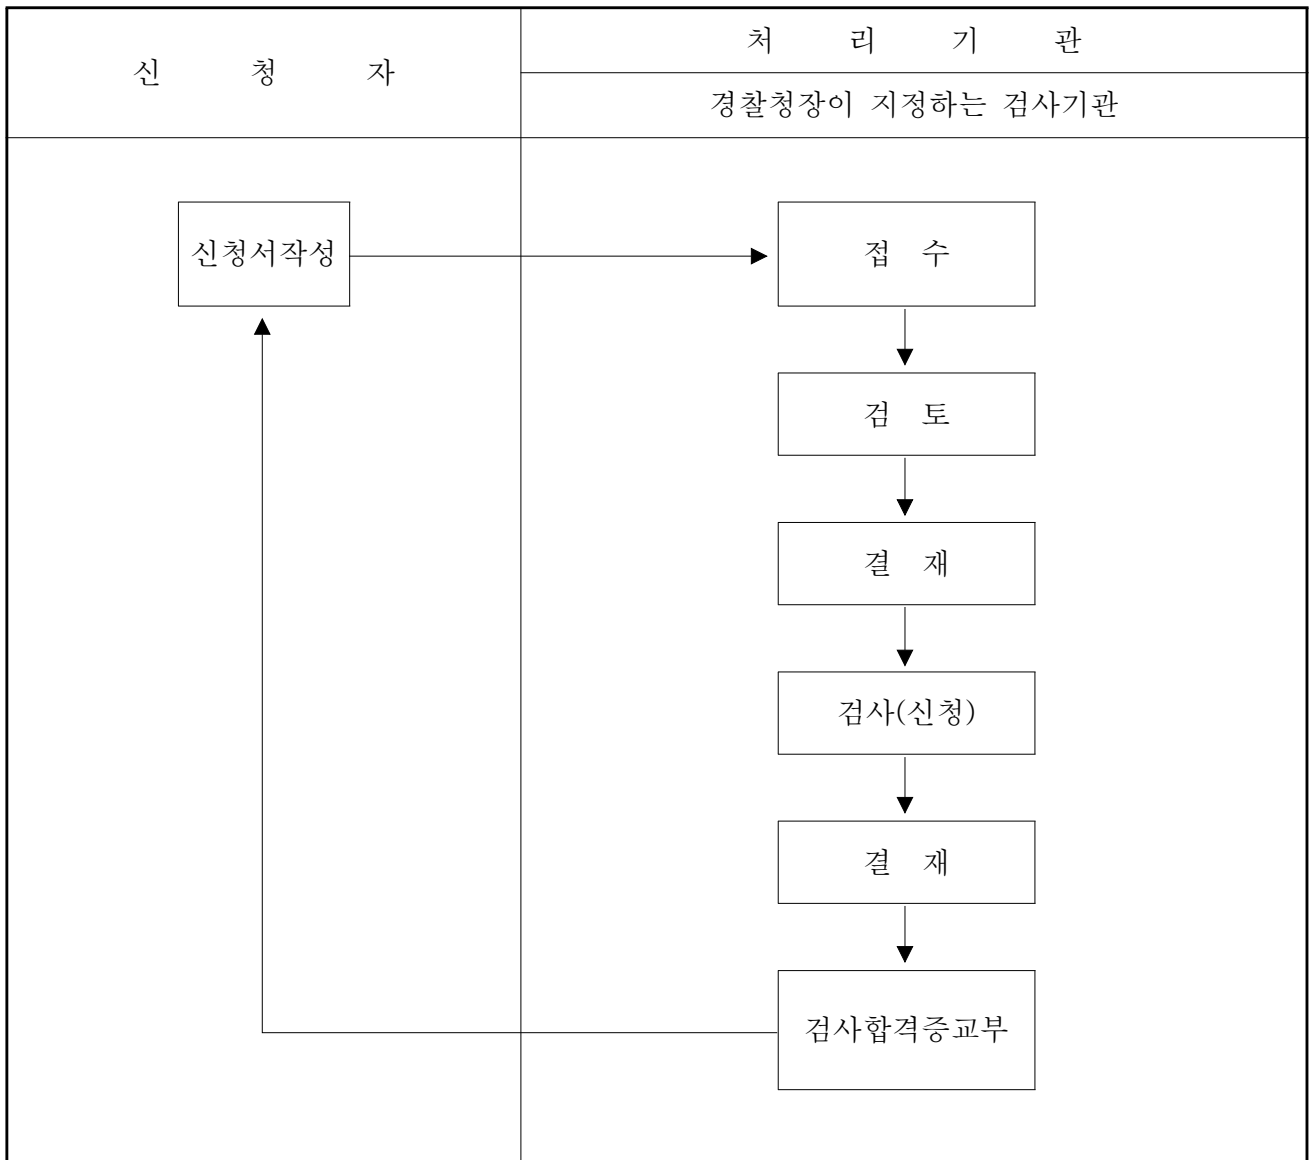 신 청 자
처 리 기 관
경찰청장이 지정하는 검사기관
신청서작성
접 수
검 토
결 재
검사(신청)
결 재
검사합격증교부